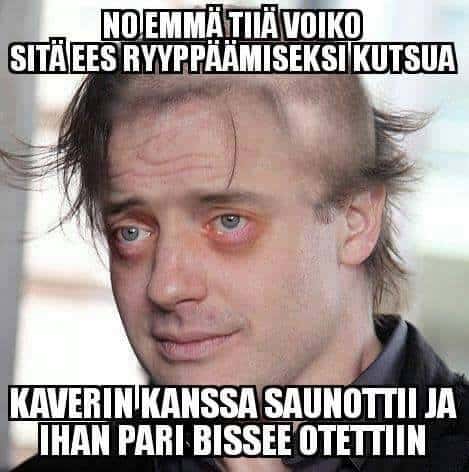 NO EMMÄ TIIÄ VOIKO
SITÄ EES RYYPPÄÄMISEKSI KUTSUA
KAVERIN KANSSA SAUNOTTII JA
IHAN PARI BISSEE OTETTIIN